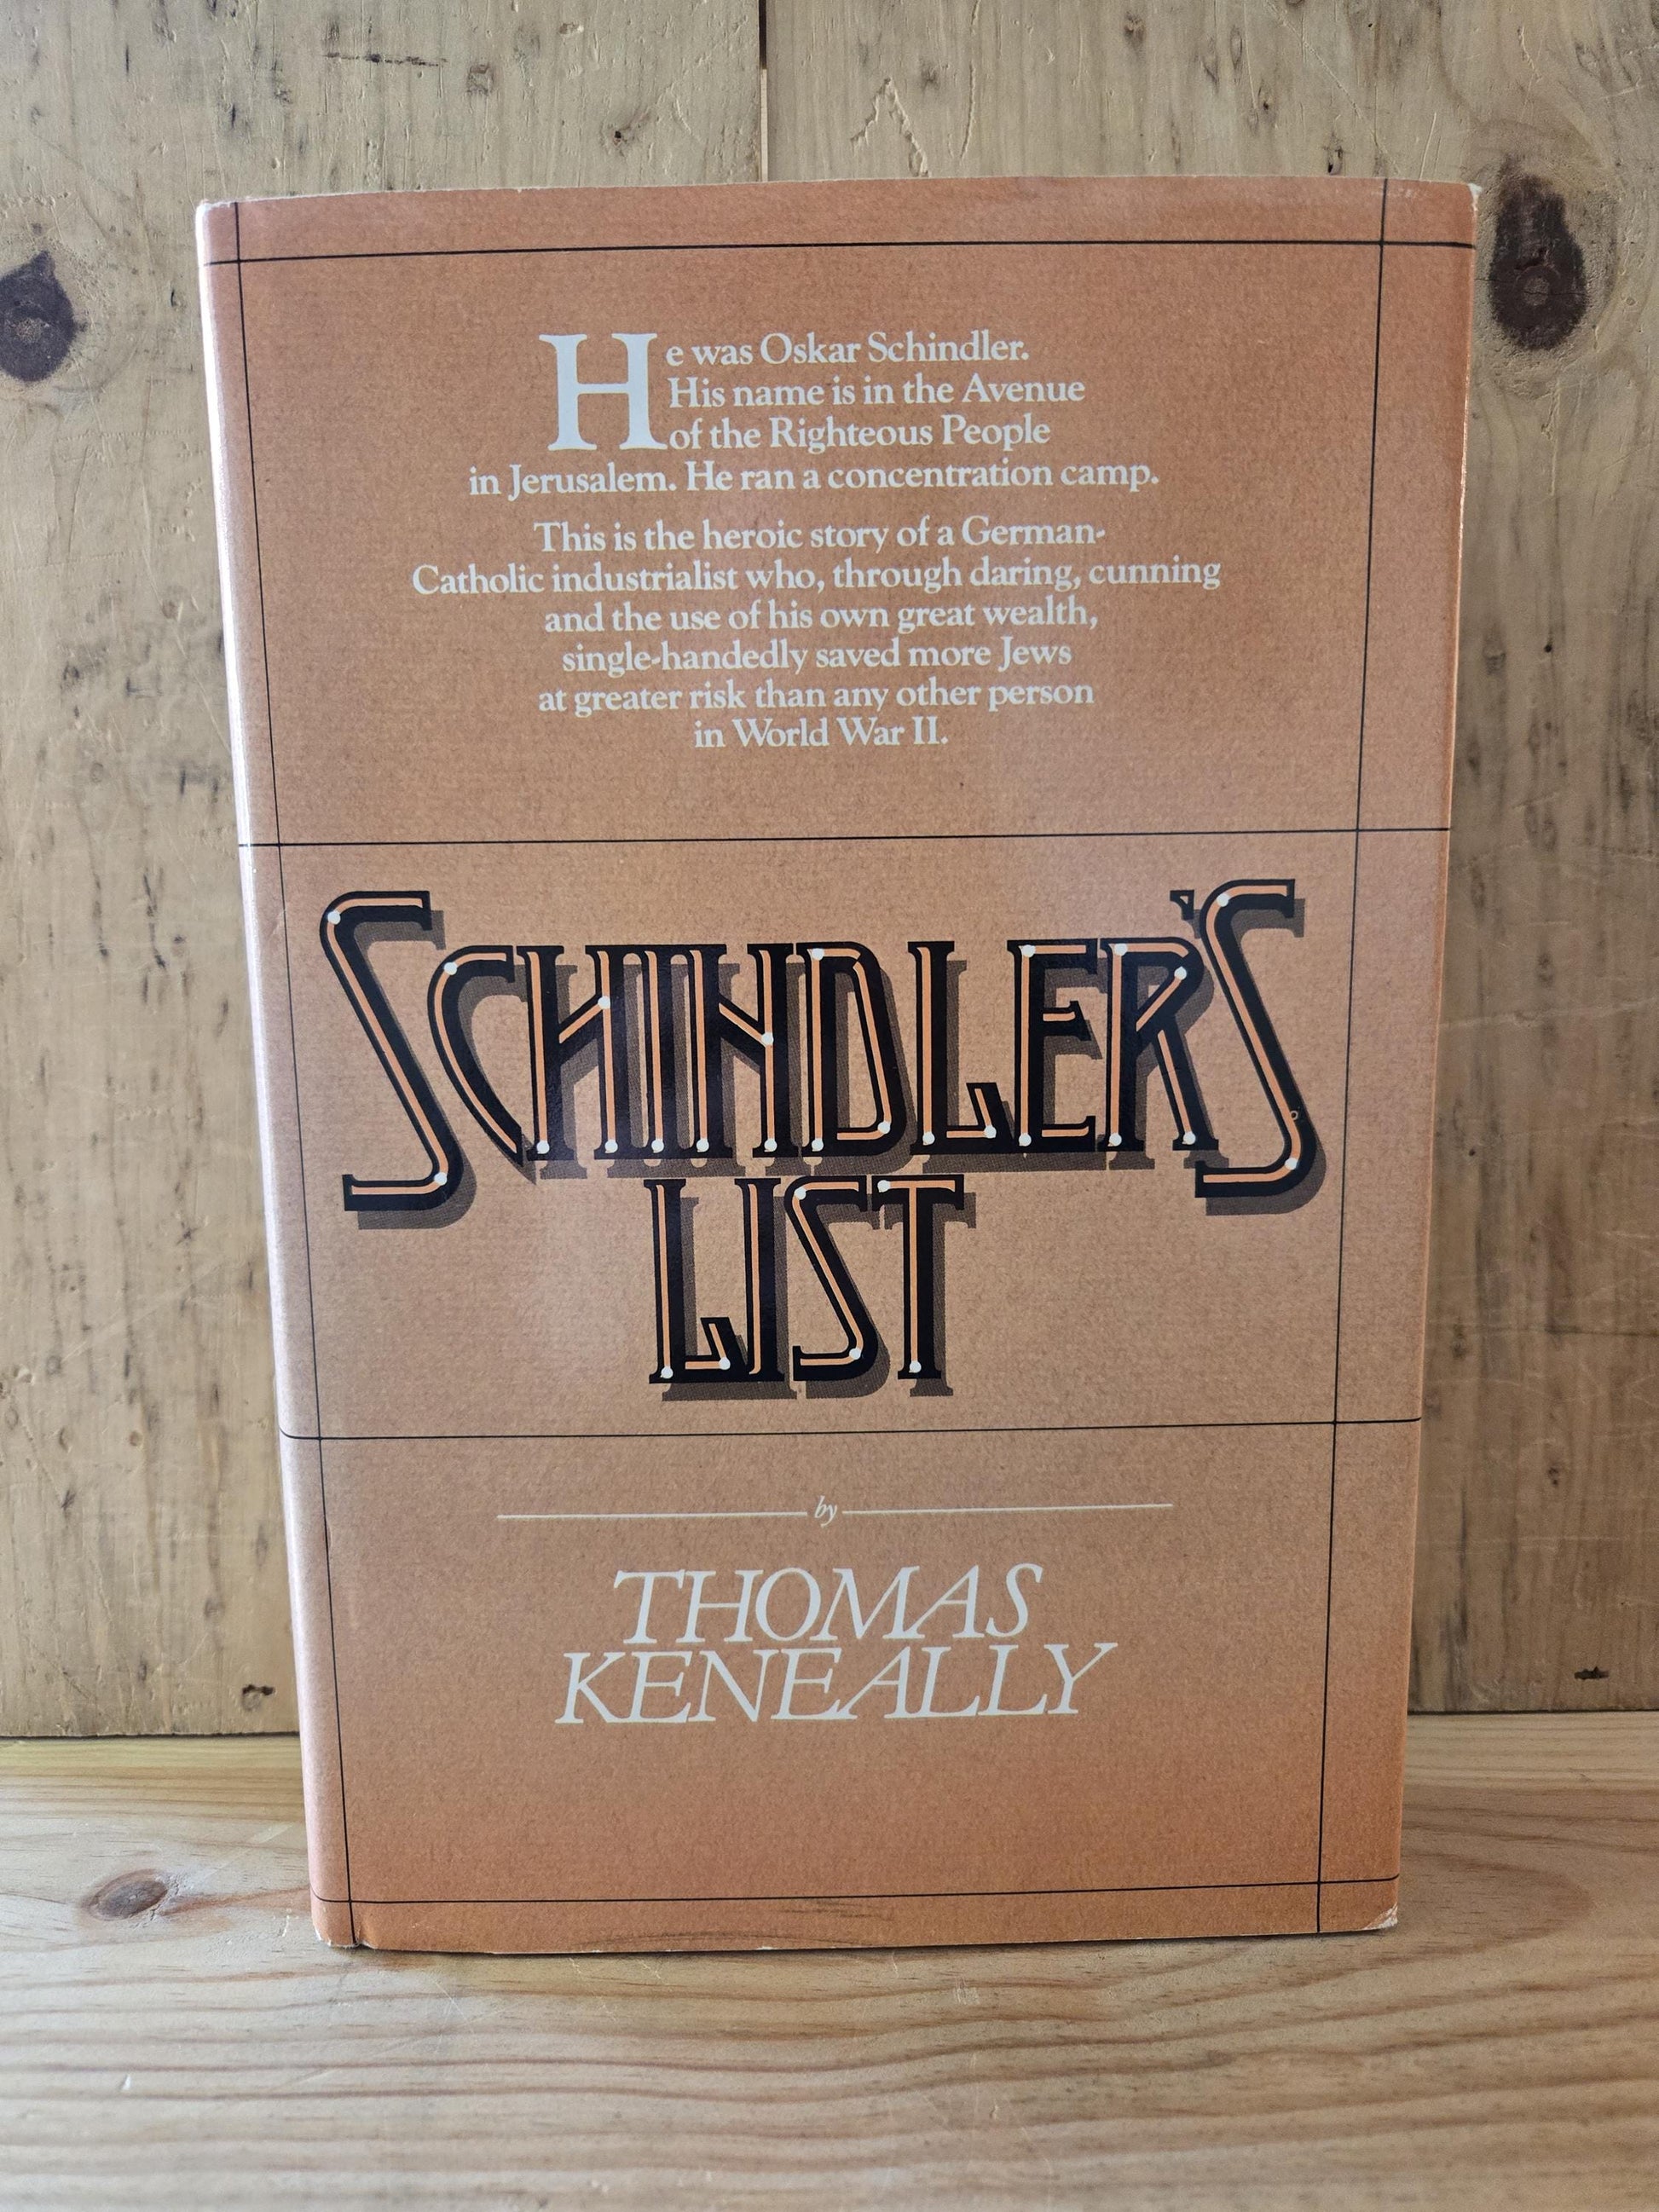 He was Oskar Schindler.
His name is in the Avenue
of the Righteous People
in Jerusalem. He ran a concentration camp.
This is the heroic story of a German-
Catholic industrialist who, through daring, cunning
and the use of his own great wealth,
single-handedly saved more Jews
at greater risk than any other person
in World War II.
SCHINDLER'S
LIST
by
THOMAS
KENEALLY